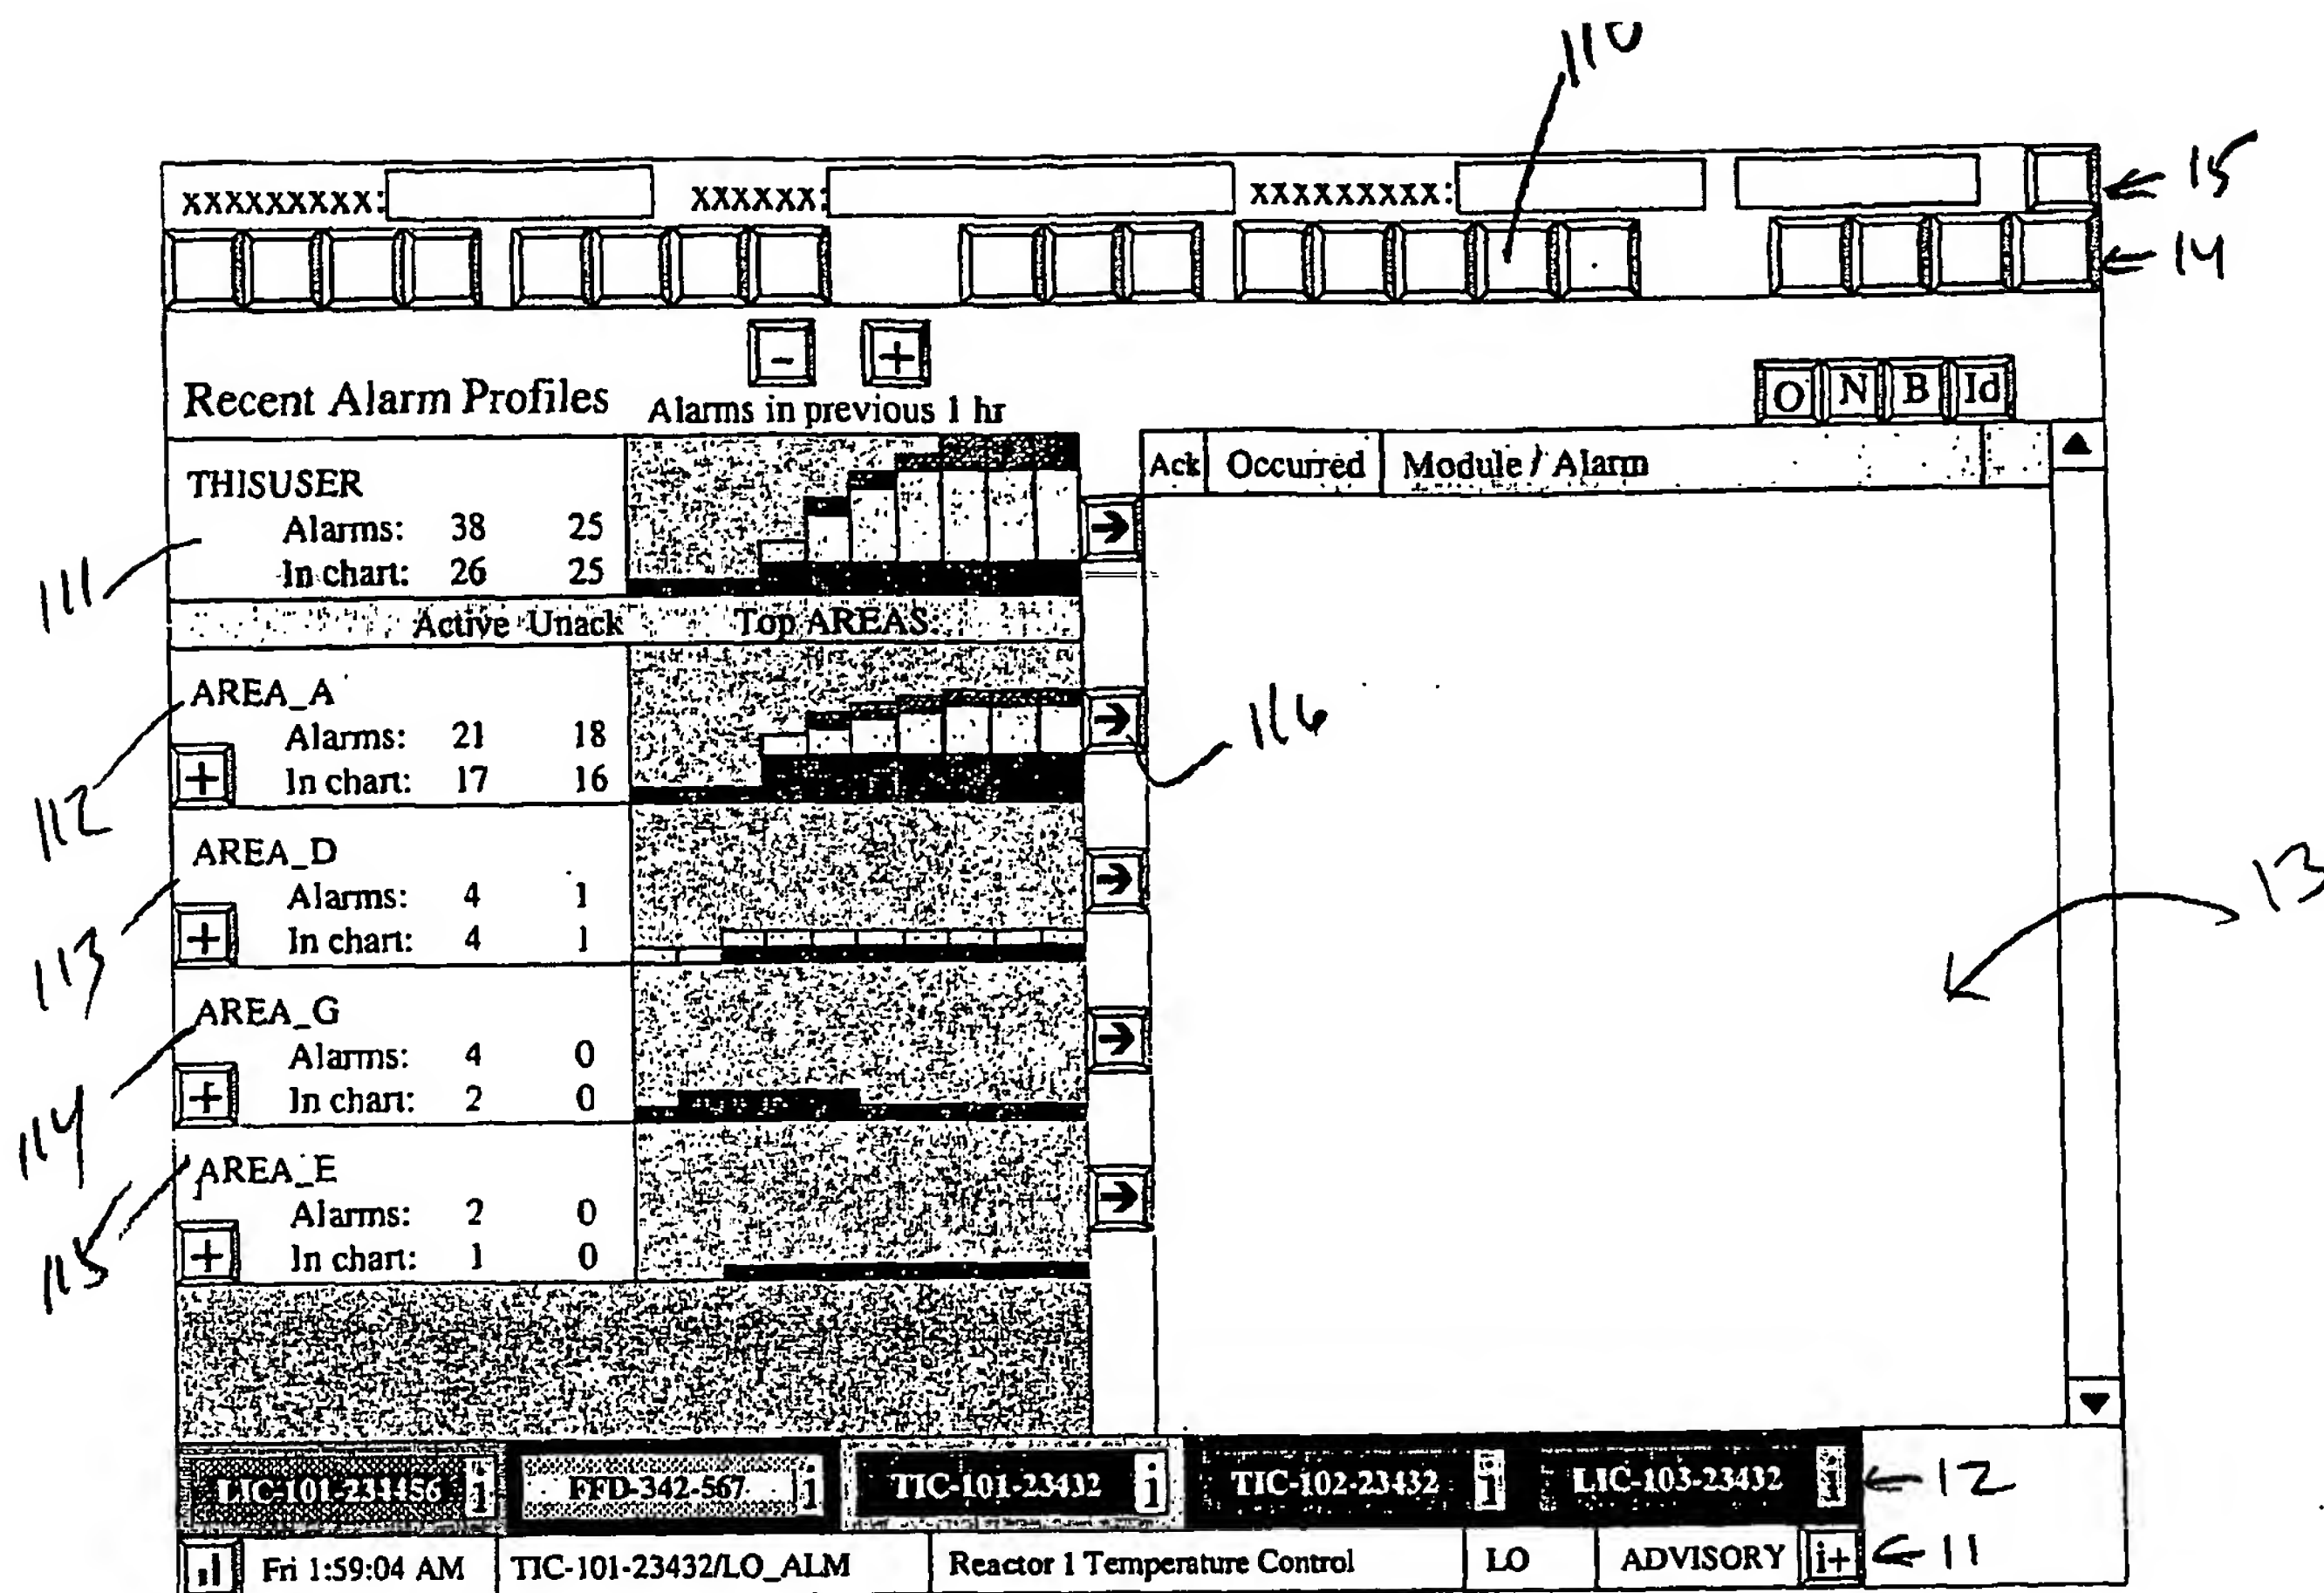 110
xxxxxxxxx: xxxxxx: xxxxxxxxx:
15
14
- +
Recent Alarm Profiles Alarms in previous 1 hr
O N B Id
Ack Occurred Module / Alarm
THISUSER
Alarms: 38 25
In chart: 26 25
111
Active Unack Top AREAS:
AREA_A
Alarms: 21 18
+ In chart: 17 16
112
116
AREA_D
Alarms: 4 1
+ In chart: 4 1
113
13
AREA_G
Alarms: 4 0
+ In chart: 2 0
114
AREA_E
Alarms: 2 0
+ In chart: 1 0
115
i FFD-342-567 i TIC-101-23432 i TIC-102-23432 i LIC-103-23432 i
12
Fri 1:59:04 AM TIC-101-23432/LO_ALM Reactor 1 Temperature Control LO ADVISORY i+
11